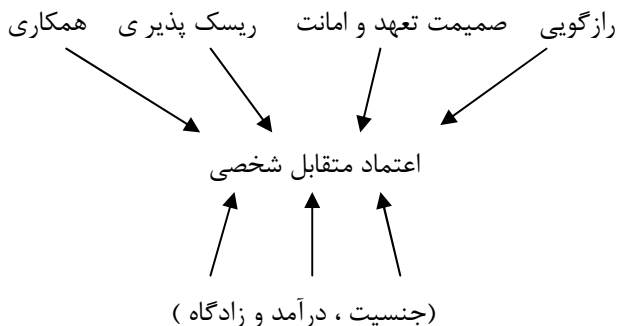 رازگویی صمیمت تعهد و امانت ریسک پذیر ی همکاری
اعتماد متقابل شخصی
(جنسیت ، درآمد و زادگاه )